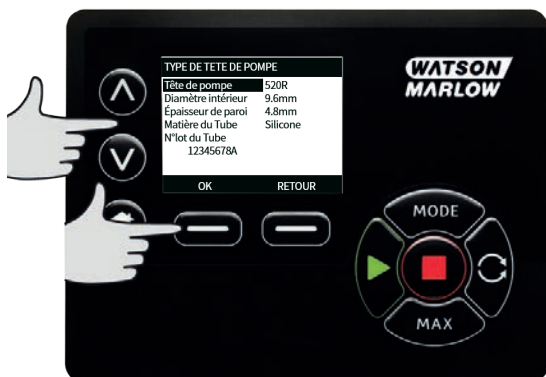 TYPE DE TETE DE POMPE
Tête de pompe 520R
Diamètre intérieur 9.6mm
Épaisseur de paroi 4.8mm
Matière du Tube Silicone
N°lot du Tube
12345678A
OK RETOUR
WATSON
MARLOW
MODE
MAX